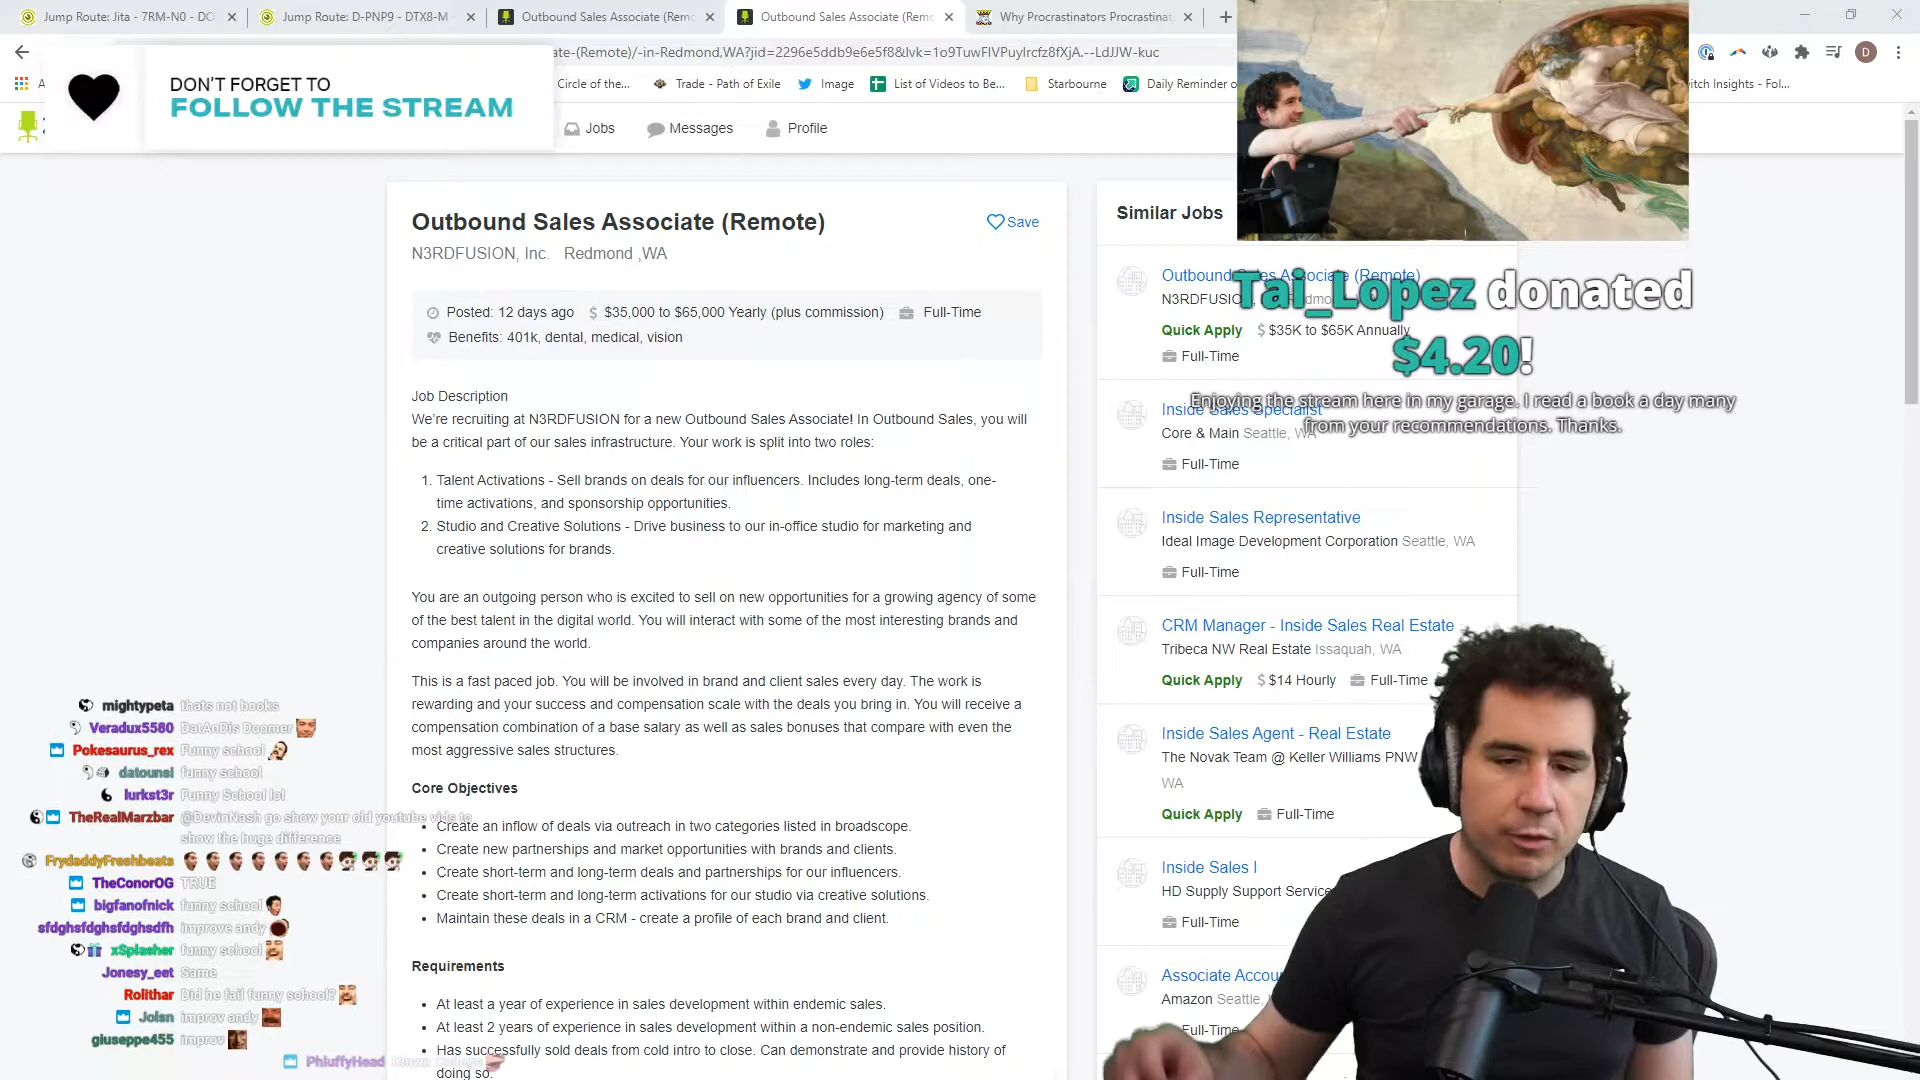 Jump Route: Jita - 7RM-N0 - DO
Jump Route: D-PNP9 - DTX8-M -
Outbound Sales Associate (Remo
Outbound Sales Associate (Remo
Why Procrastinators Procrastinat
ate-(Remote)/-in-Redmond,WA?jid=2296e5ddb9e6e5f8&lvk=1o9TuwFIVPuyIrcfz8fXjA.--LdJJW-kuc
D
A
Circle of the...
Trade - Path of Exile
Image
List of Videos to Be...
Starbourne
Daily Reminder o
witch Insights - Fol...
DON'T FORGET TO
FOLLOW THE STREAM
Jobs
Messages
Profile
Outbound Sales Associate (Remote)
Save
N3RDFUSION, Inc. Redmond ,WA
Posted: 12 days ago $ $35,000 to $65,000 Yearly (plus commission) Full-Time
Benefits: 401k, dental, medical, vision
Job Description
We're recruiting at N3RDFUSION for a new Outbound Sales Associate! In Outbound Sales, you will
be a critical part of our sales infrastructure. Your work is split into two roles:
1. Talent Activations - Sell brands on deals for our influencers. Includes long-term deals, one-
time activations, and sponsorship opportunities.
2. Studio and Creative Solutions - Drive business to our in-office studio for marketing and
creative solutions for brands.
You are an outgoing person who is excited to sell on new opportunities for a growing agency of some
of the best talent in the digital world. You will interact with some of the most interesting brands and
companies around the world.
This is a fast paced job. You will be involved in brand and client sales every day. The work is
rewarding and your success and compensation scale with the deals you bring in. You will receive a
compensation combination of a base salary as well as sales bonuses that compare with even the
most aggressive sales structures.
Core Objectives
• Create an inflow of deals via outreach in two categories listed in broadscope.
• Create new partnerships and market opportunities with brands and clients.
• Create short-term and long-term deals and partnerships for our influencers.
• Create short-term and long-term activations for our studio via creative solutions.
• Maintain these deals in a CRM - create a profile of each brand and client.
Requirements
• At least a year of experience in sales development within endemic sales.
• At least 2 years of experience in sales development within a non-endemic sales position.
• Has successfully sold deals from cold intro to close. Can demonstrate and provide history of
doing so.
Similar Jobs
Outbound Sales Associate (Remote)
N3RDFUSION,
Quick Apply $ $35K to $65K Annually
Full-Time
Inside Sales Specialist
Core & Main Seattle, WA
Full-Time
Inside Sales Representative
Ideal Image Development Corporation Seattle, WA
Full-Time
CRM Manager - Inside Sales Real Estate
Tribeca NW Real Estate Issaquah, WA
Quick Apply $ $14 Hourly Full-Time
Inside Sales Agent - Real Estate
The Novak Team @ Keller Williams PNW
WA
Quick Apply Full-Time
Inside Sales I
HD Supply Support Service
Full-Time
Associate Accou
Amazon Seattle,
Full-Time
Tai_Lopez donated
$4.20!
Enjoying the stream here in my garage. I read a book a day many
from your recommendations. Thanks.
mightypeta thats not books
Veradux5580 DatAnDis Doomer
Pokesaurus_rex Funny school
datounsi funny school
lurkst3r Funny School lol
TheRealMarzbar @DevinNash go show your old youtube vids to
show the huge difference
FrydaddyFreshbeats
TheConorOG TRUE
bigfanofnick funny school
sfdghsfdghsfdghsdfh improve andy
xSplasher funny school
Jonesy_eet Same
Rolithar Did he fail funny school?
Jolsn improv andy
giuseppe455 improv
PhluffyHead